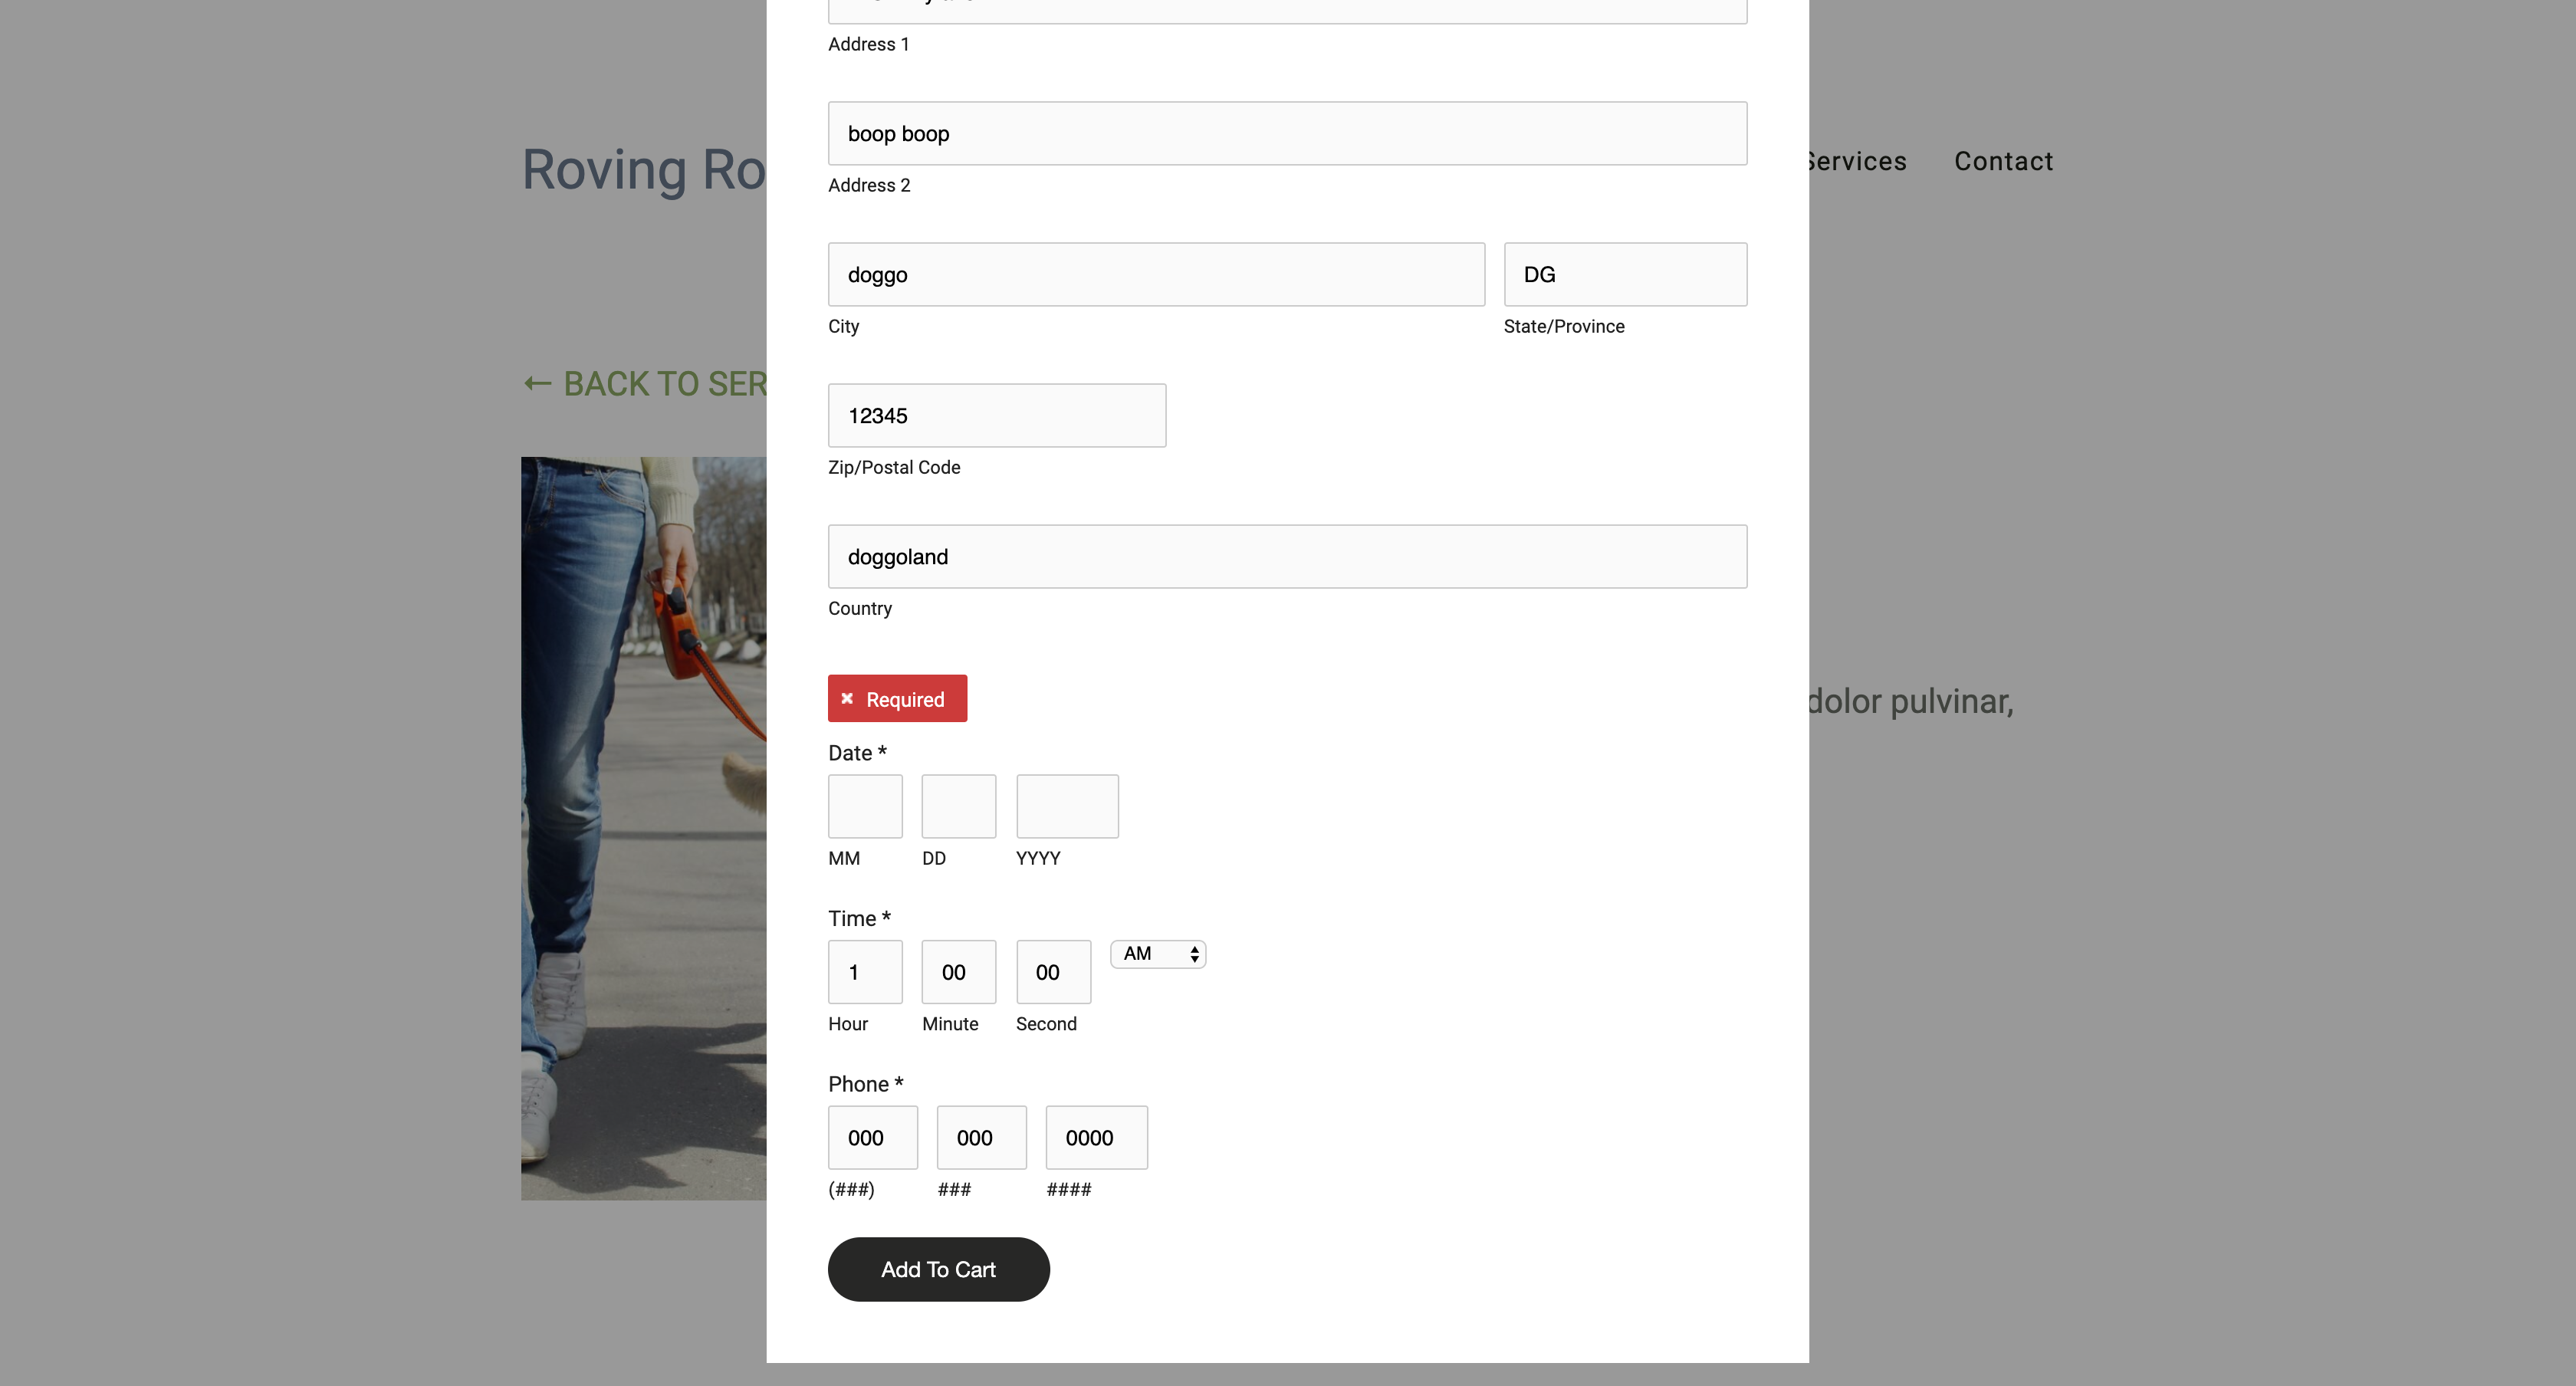 Address 1
boop boop
Address 2
Roving Ro
Services Contact
doggo DG
City State/Province
← BACK TO SER
12345
Zip/Postal Code
doggoland
Country
Required
dolor pulvinar,
Date *
MM DD YYYY
Time *
1 00 00 AM
Hour Minute Second
Phone *
000 000 0000
(###) ### ####
Add To Cart